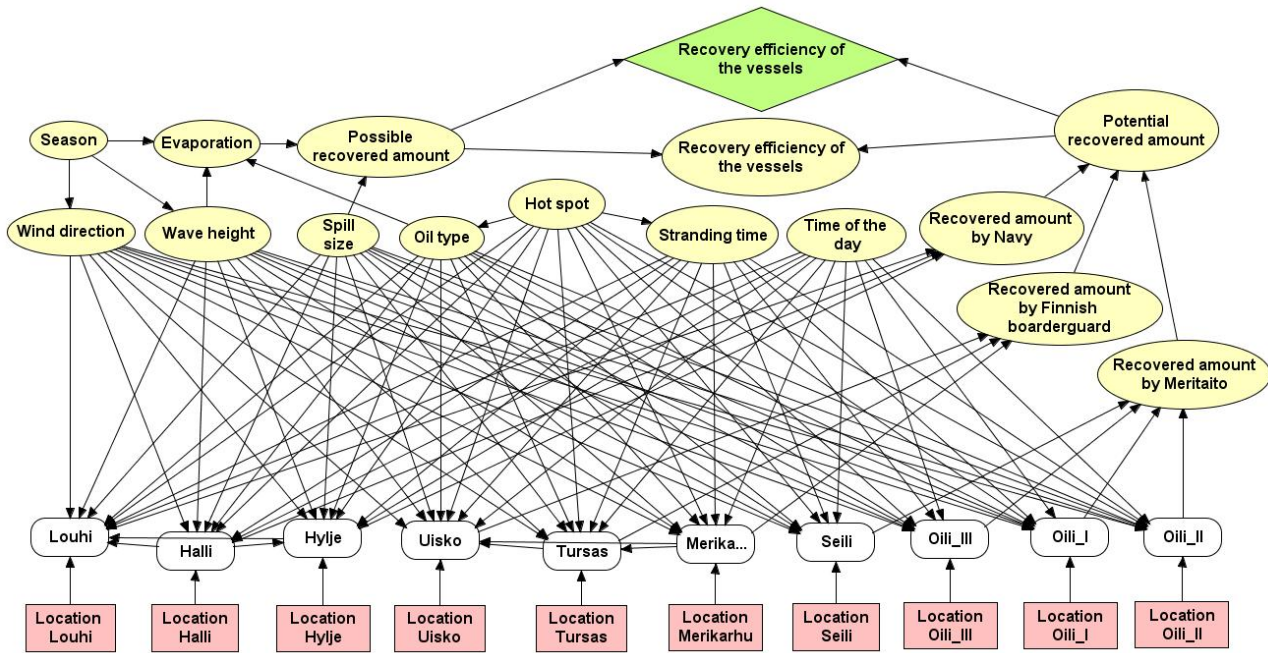 Recovery efficiency of
the vessels
Season
Evaporation
Possible
recovered amount
Recovery efficiency of
the vessels
Potential
recovered amount
Wind direction
Wave height
Spill
size
Oil type
Hot spot
Stranding time
Time of the
day
Recovered amount
by Navy
Recovered amount
by Finnish
boarderguard
Recovered amount
by Meritaito
Louhi
Halli
Hylje
Uisko
Tursas
Merika...
Seili
Oili_III
Oili_I
Oili_II
Location
Louhi
Location
Halli
Location
Hylje
Location
Uisko
Location
Tursas
Location
Merikarhu
Location
Seili
Location
Oili_III
Location
Oili_I
Location
Oili_II